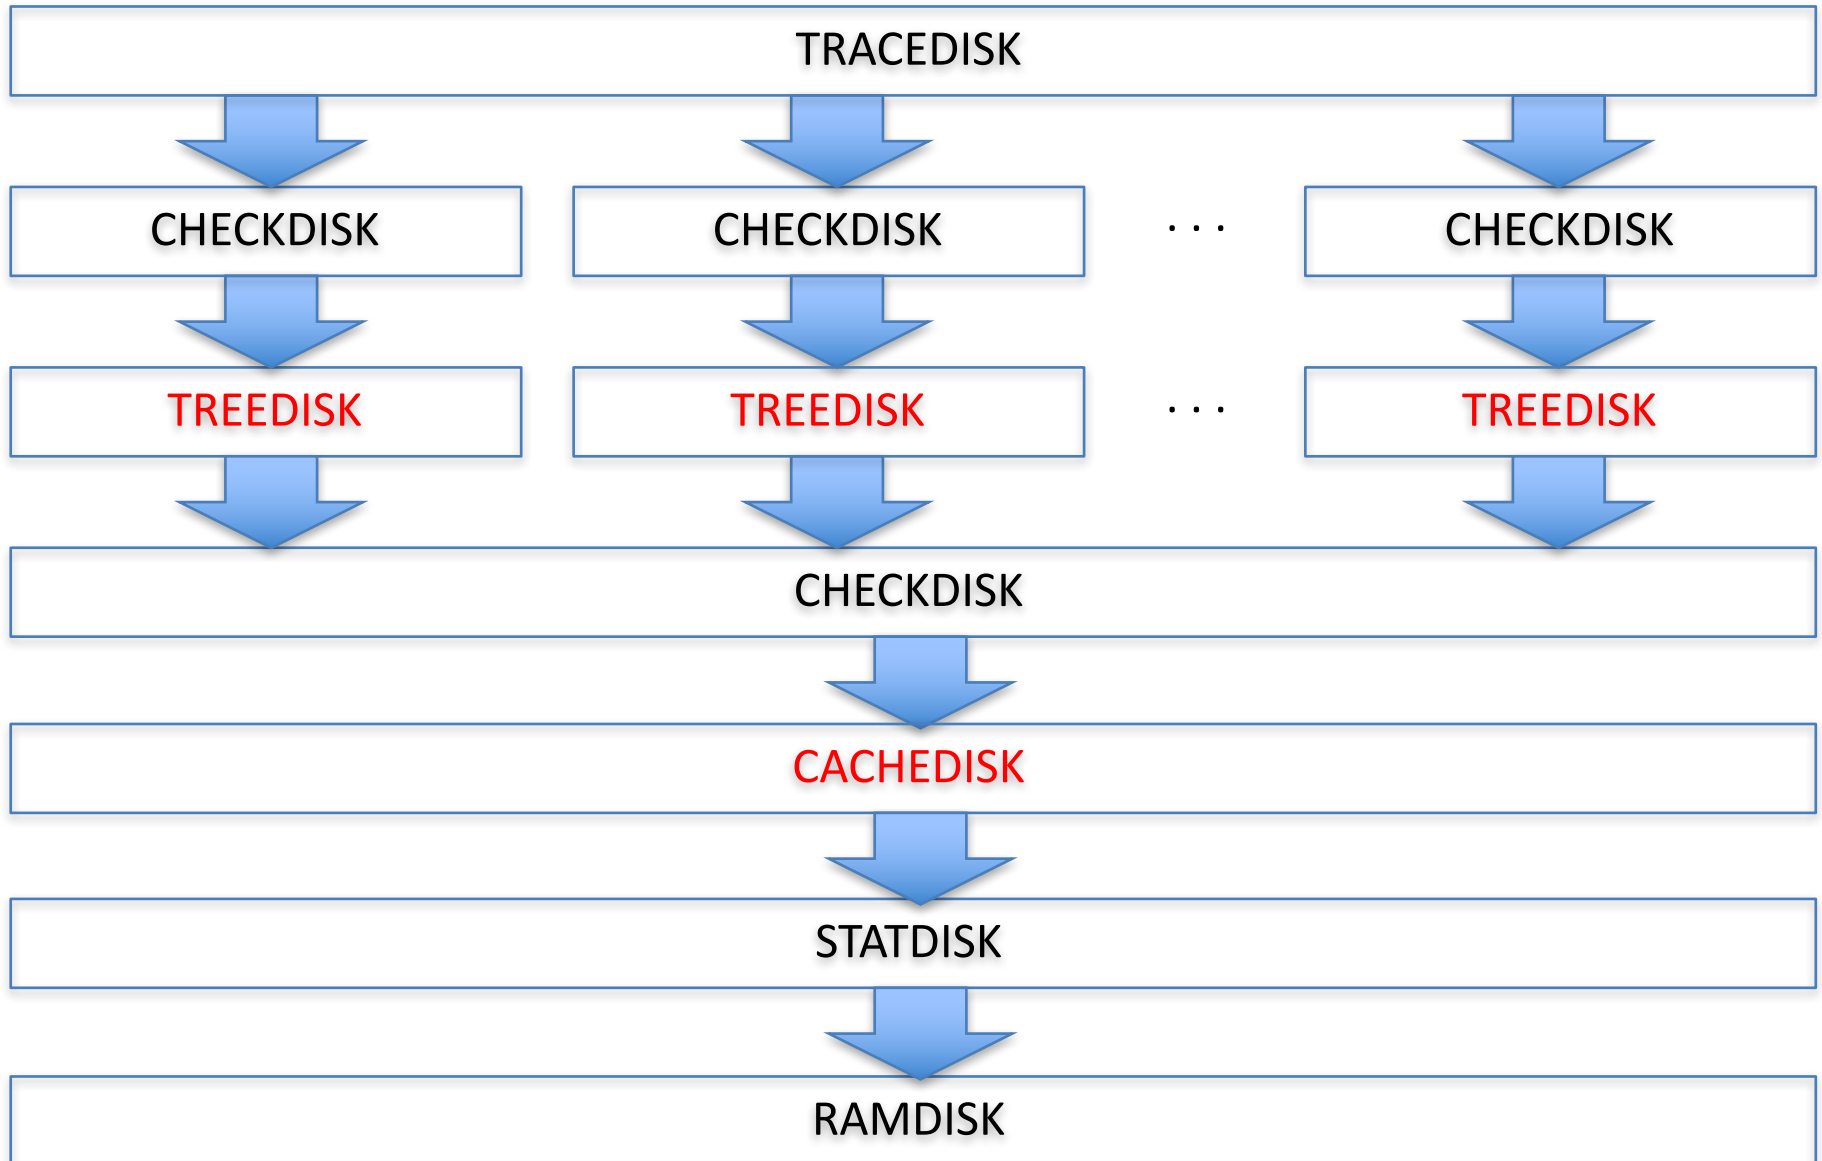 TRACEDISK
CHECKDISK CHECKDISK . . . CHECKDISK
TREEDISK TREEDISK . . . TREEDISK
CHECKDISK
CACHEDISK
STATDISK
RAMDISK